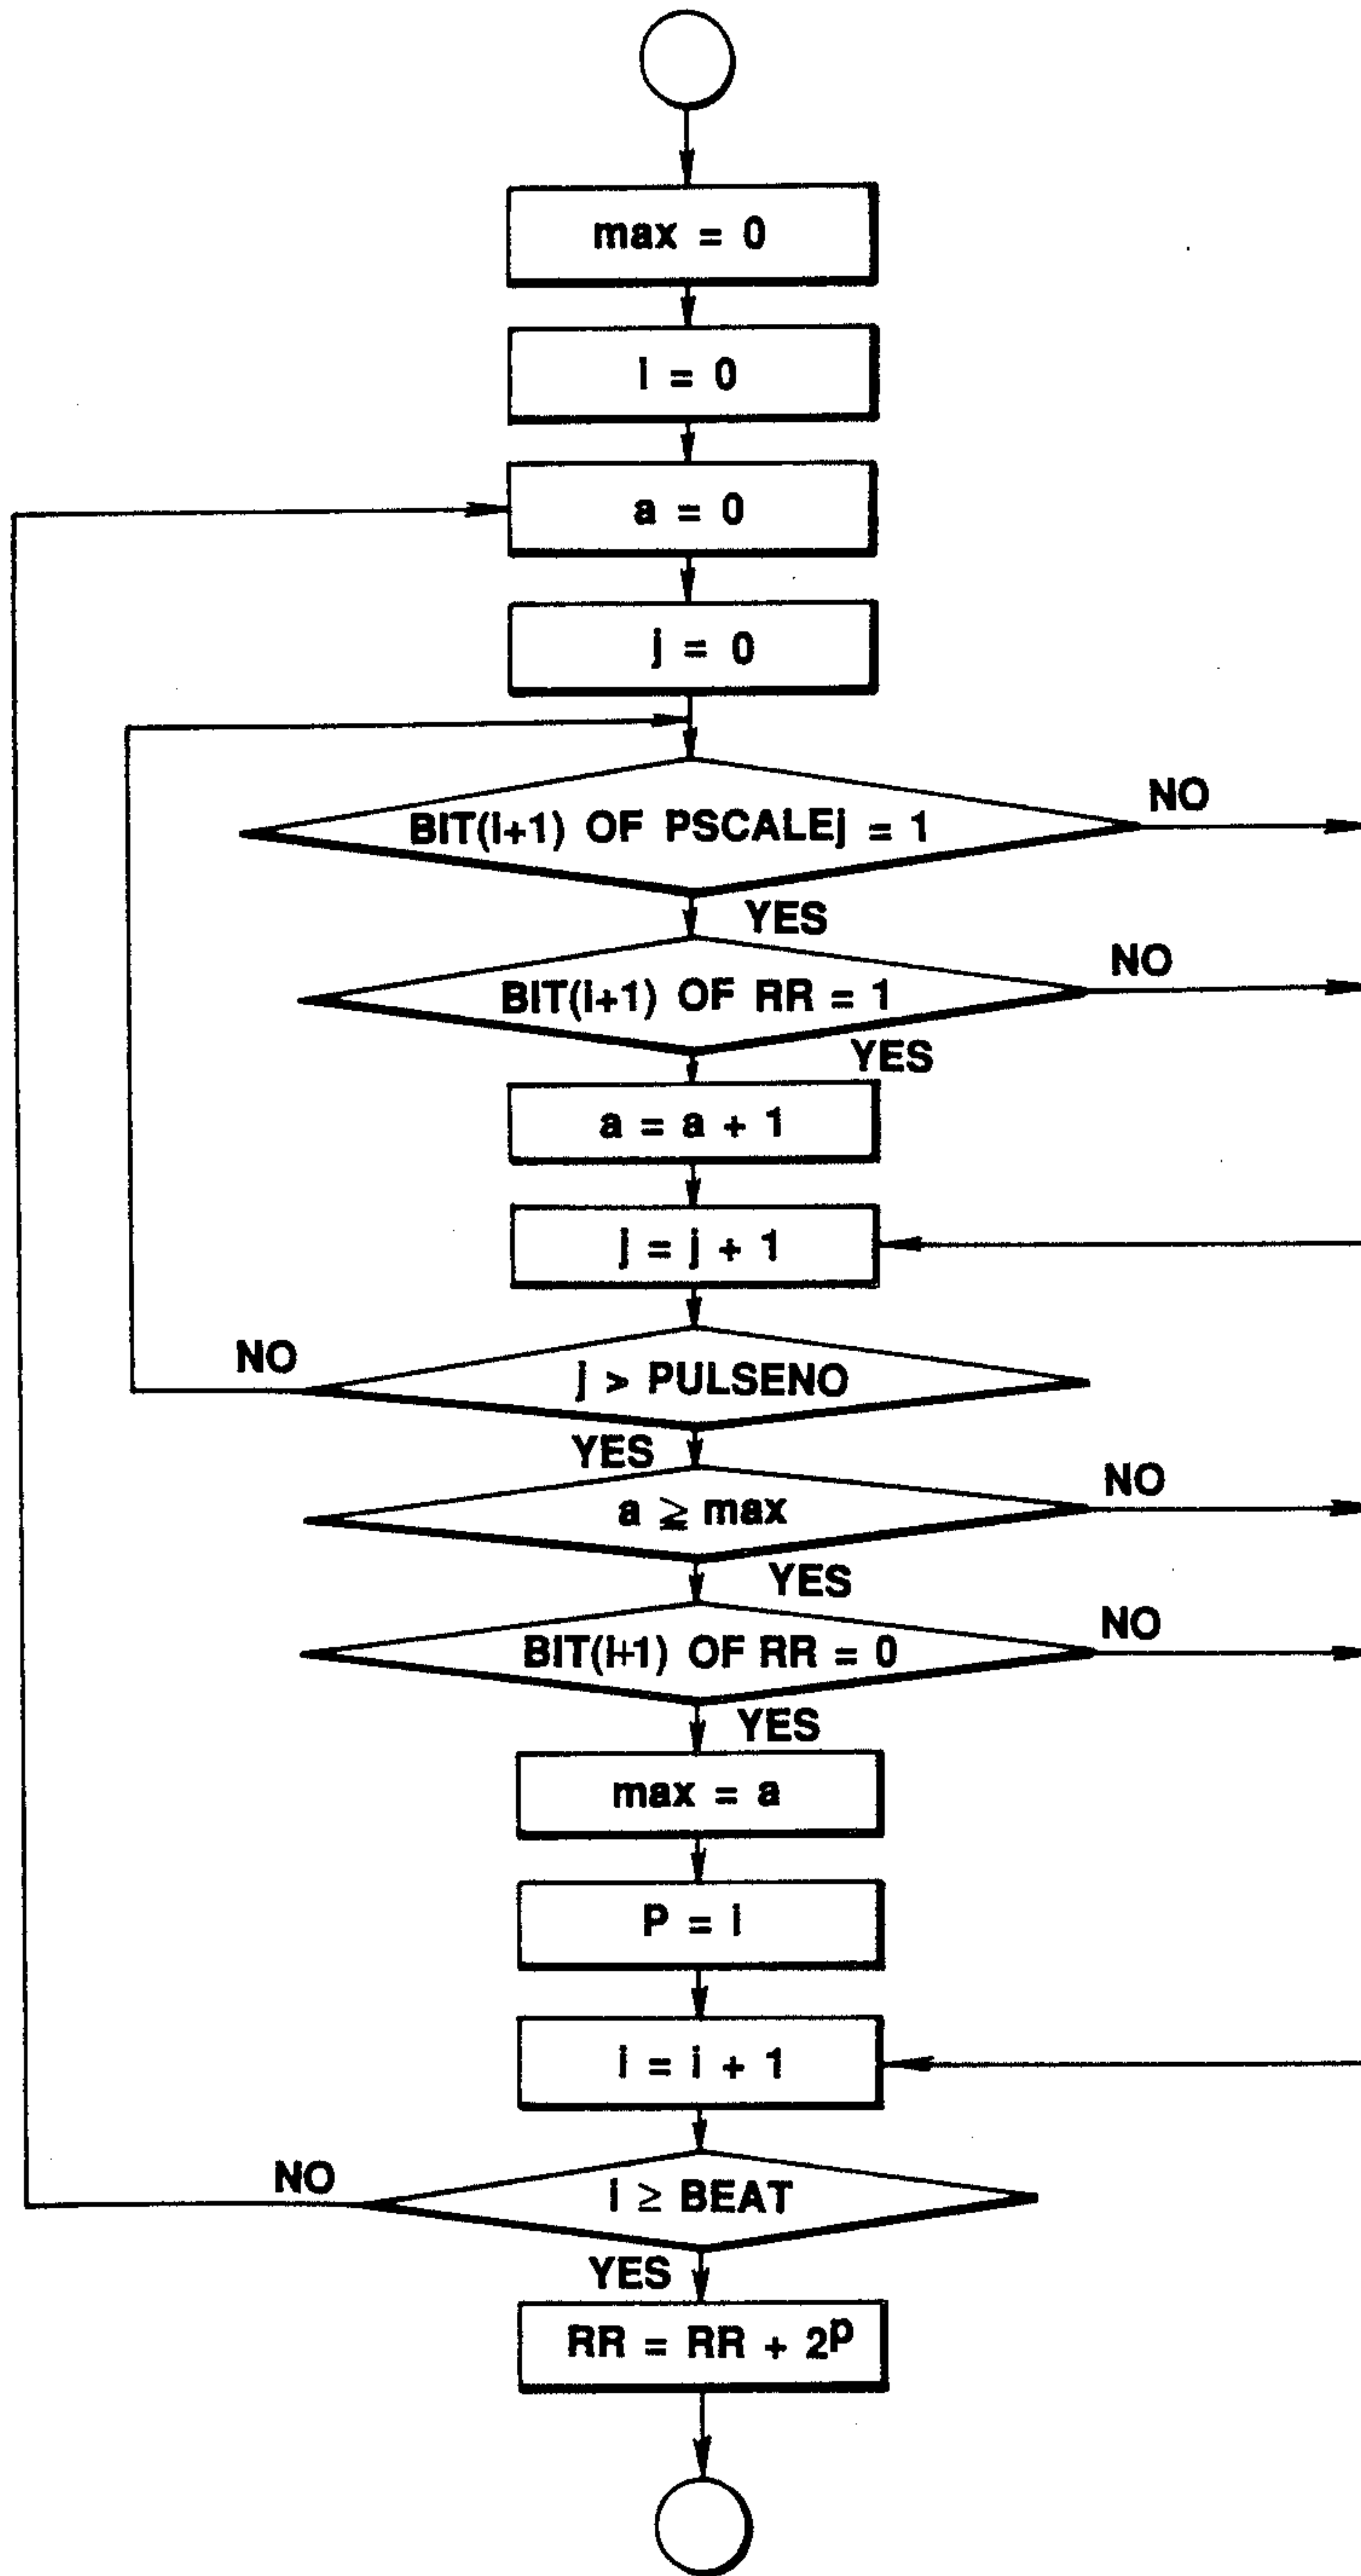 max = 0
i = 0
a = 0
j = 0
BIT(i+1) OF PSCALEj = 1
NO
YES
BIT(i+1) OF RR = 1
NO
YES
a = a + 1
j = j + 1
j > PULSENO
NO
YES
a ≧ max
NO
YES
BIT(i+1) OF RR = 0
NO
YES
max = a
P = i
i = i + 1
i ≥ BEAT
NO
YES
RR = RR + 2^p